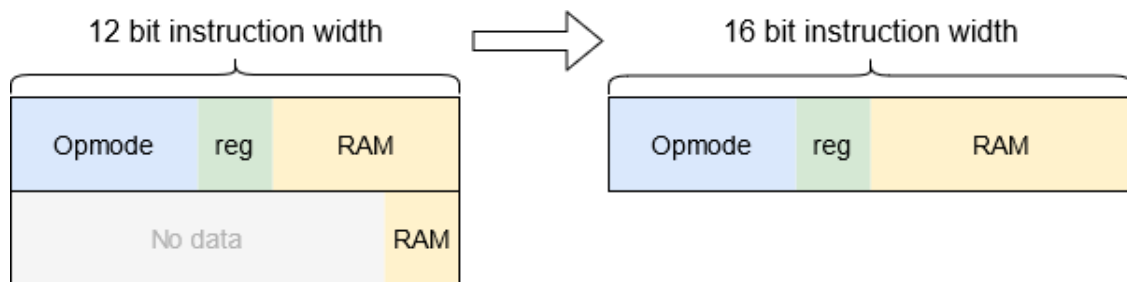 12 bit instruction width
16 bit instruction width
Opmode reg RAM
Opmode reg RAM
No data RAM